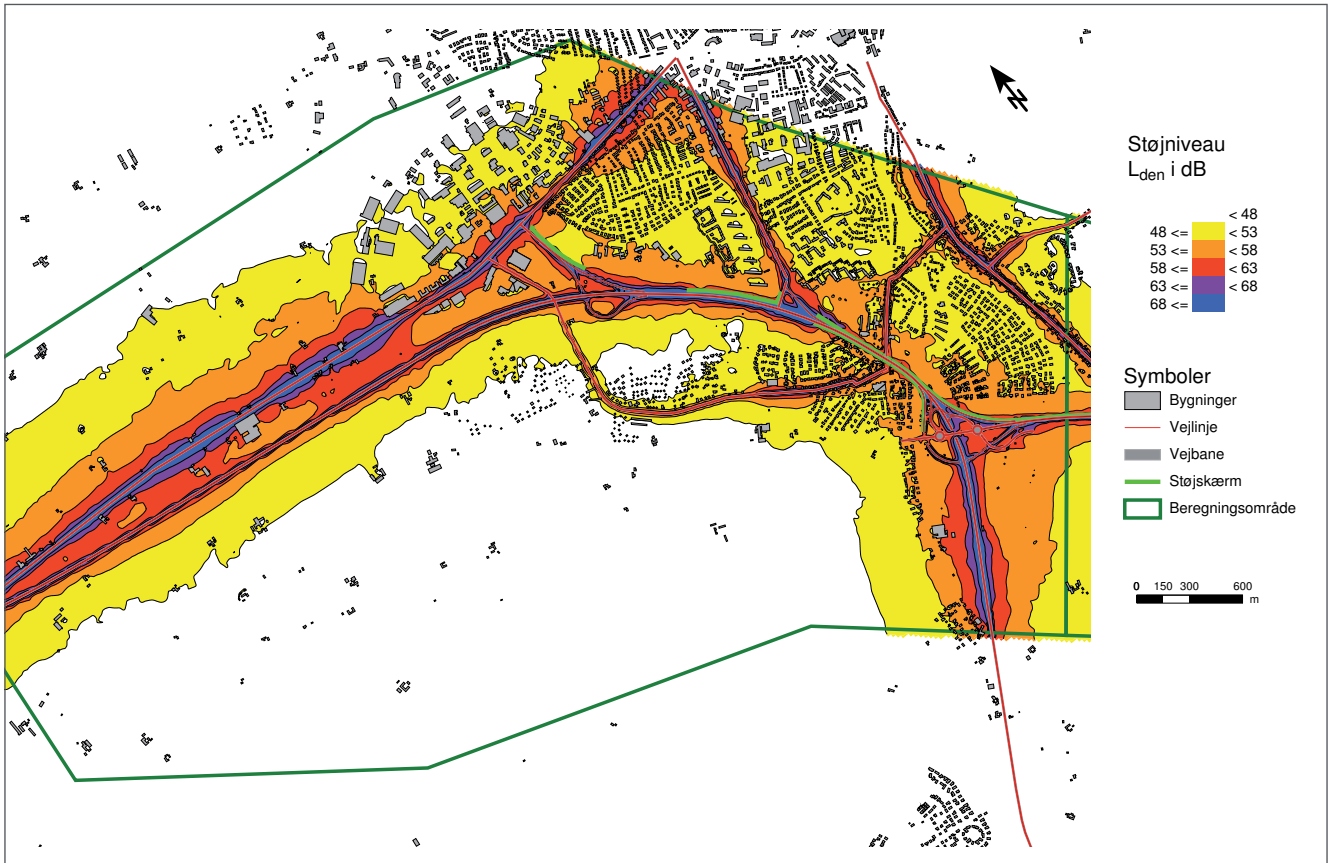 N
Støjniveau
Lden i dB
< 48
48 <= < 53
53 <= < 58
58 <= < 63
63 <= < 68
68 <=
Symboler
Bygninger
Vejlinje
Vejbane
Støjskærm
Beregningsområde
0 150 300 600
m